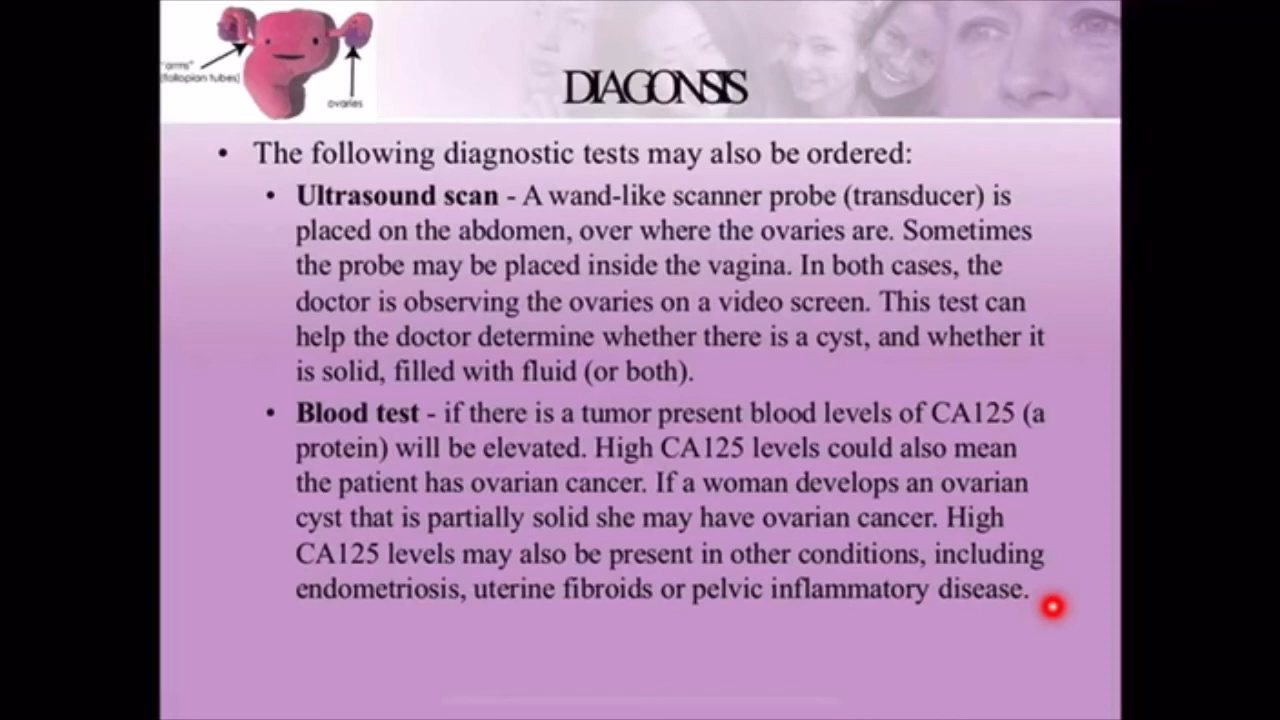 "arms"
(fallopian tubes)
ovaries
DIAGONSIS
• The following diagnostic tests may also be ordered:
• Ultrasound scan - A wand-like scanner probe (transducer) is
placed on the abdomen, over where the ovaries are. Sometimes
the probe may be placed inside the vagina. In both cases, the
doctor is observing the ovaries on a video screen. This test can
help the doctor determine whether there is a cyst, and whether it
is solid, filled with fluid (or both).
• Blood test - if there is a tumor present blood levels of CA125 (a
protein) will be elevated. High CA125 levels could also mean
the patient has ovarian cancer. If a woman develops an ovarian
cyst that is partially solid she may have ovarian cancer. High
CA125 levels may also be present in other conditions, including
endometriosis, uterine fibroids or pelvic inflammatory disease.